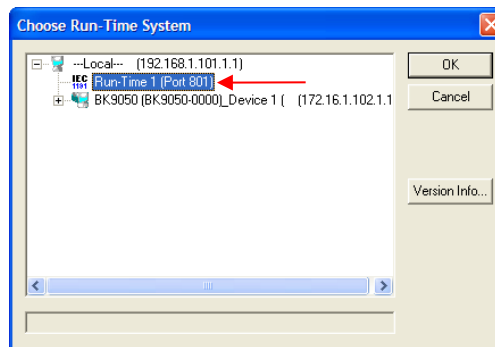 Choose Run-Time System
---Local--- (192.168.1.101.1.1)
IEC 1131 Run-Time 1 (Port 801)
BK9050 (BK9050-0000)_Device 1 ( (172.16.1.102.1.1
OK
Cancel
Version Info...